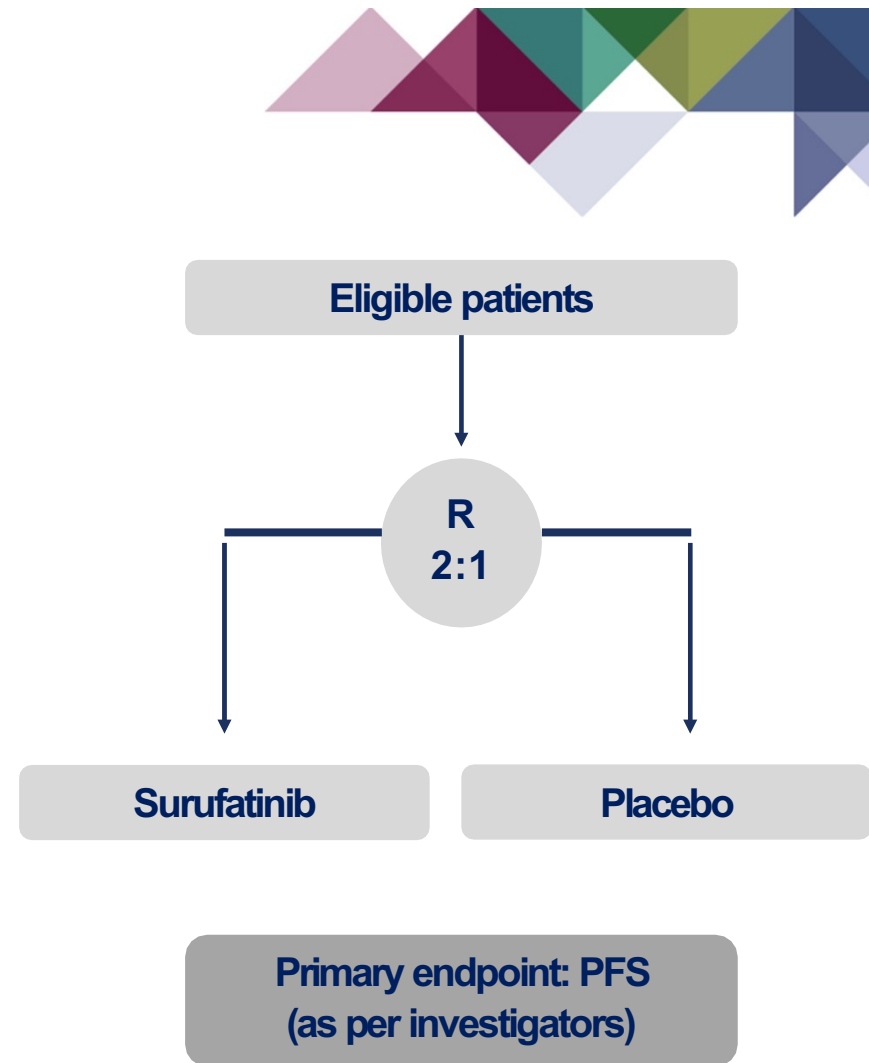 Eligible patients
R
2:1
Surufatinib
Placebo
Primary endpoint: PFS
(as per investigators)